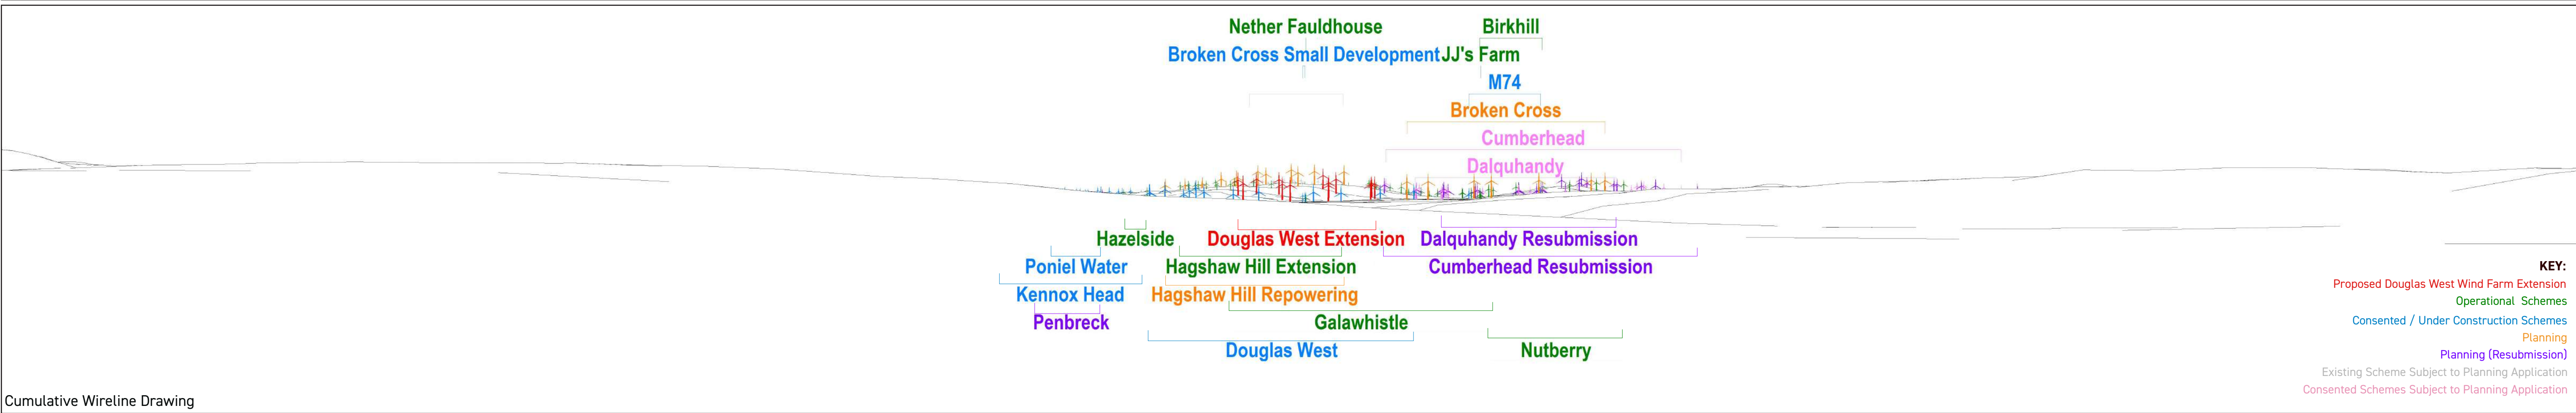 Nether Fauldhouse
Birkhill
Broken Cross Small Development
JJ's Farm
M74
Broken Cross
Cumberhead
Dalquhandy
Hazelside
Douglas West Extension
Dalquhandy Resubmission
Poniel Water
Hagshaw Hill Extension
Cumberhead Resubmission
Kennox Head
Hagshaw Hill Repowering
Penbreck
Galawhistle
Douglas West
Nutberry
KEY:
Proposed Douglas West Wind Farm Extension
Operational Schemes
Consented / Under Construction Schemes
Planning
Planning (Resubmission)
Existing Scheme Subject to Planning Application
Consented Schemes Subject to Planning Application
Cumulative Wireline Drawing